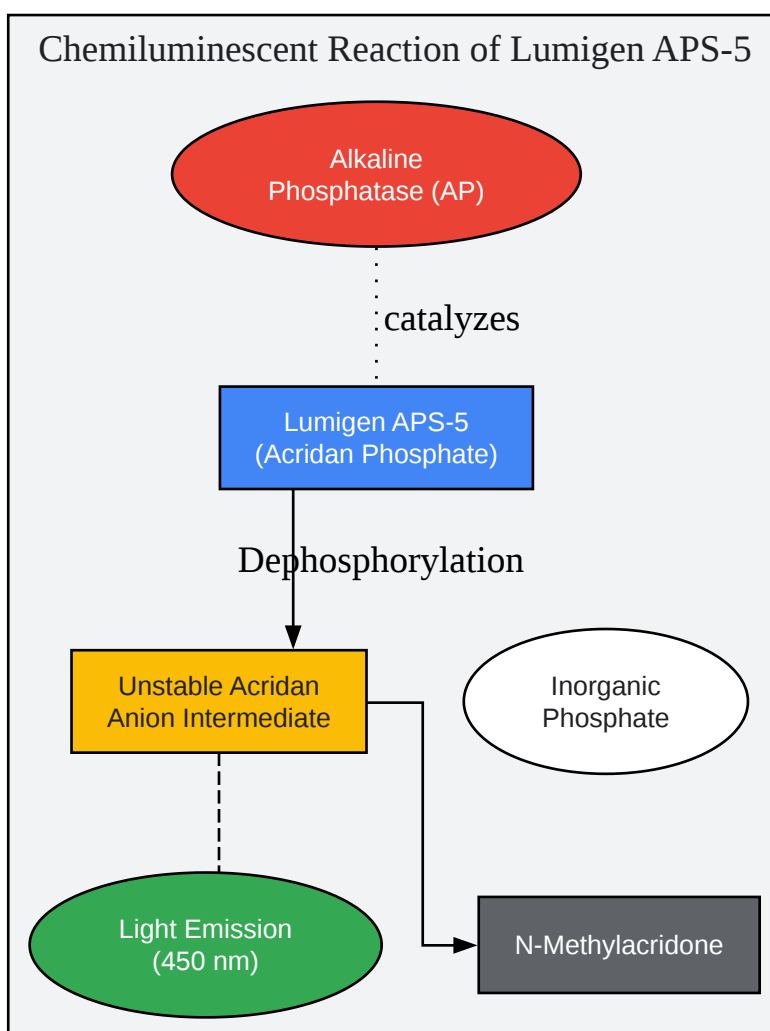 Chemiluminescent Reaction of Lumigen APS-5
Alkaline
Phosphatase (AP)
catalyzes
Lumigen APS-5
(Acridan Phosphate)
Dephosphorylation
Unstable Acridan
Anion Intermediate
Inorganic
Phosphate
Light Emission
(450 nm)
N-Methylacridone